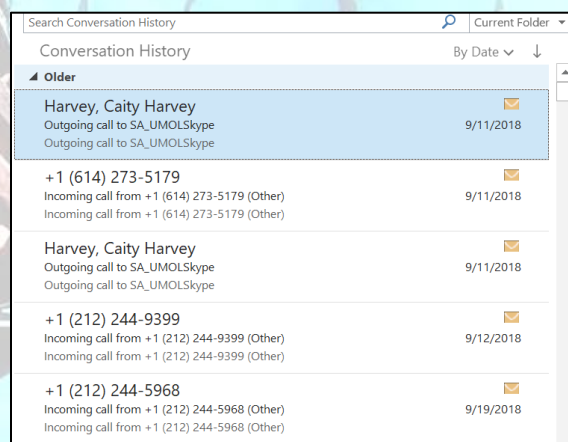 Search Conversation History
Current Folder
Conversation History
By Date
Older
Harvey, Caity Harvey
Outgoing call to SA_UMOLSkype
9/11/2018
Outgoing call to SA_UMOLSkype
+1 (614) 273-5179
Incoming call from +1 (614) 273-5179 (Other)
9/11/2018
Incoming call from +1 (614) 273-5179 (Other)
Harvey, Caity Harvey
Outgoing call to SA_UMOLSkype
9/11/2018
Outgoing call to SA_UMOLSkype
+1 (212) 244-9399
Incoming call from +1 (212) 244-9399 (Other)
9/12/2018
Incoming call from +1 (212) 244-9399 (Other)
+1 (212) 244-5968
Incoming call from +1 (212) 244-5968 (Other)
9/19/2018
Incoming call from +1 (212) 244-5968 (Other)